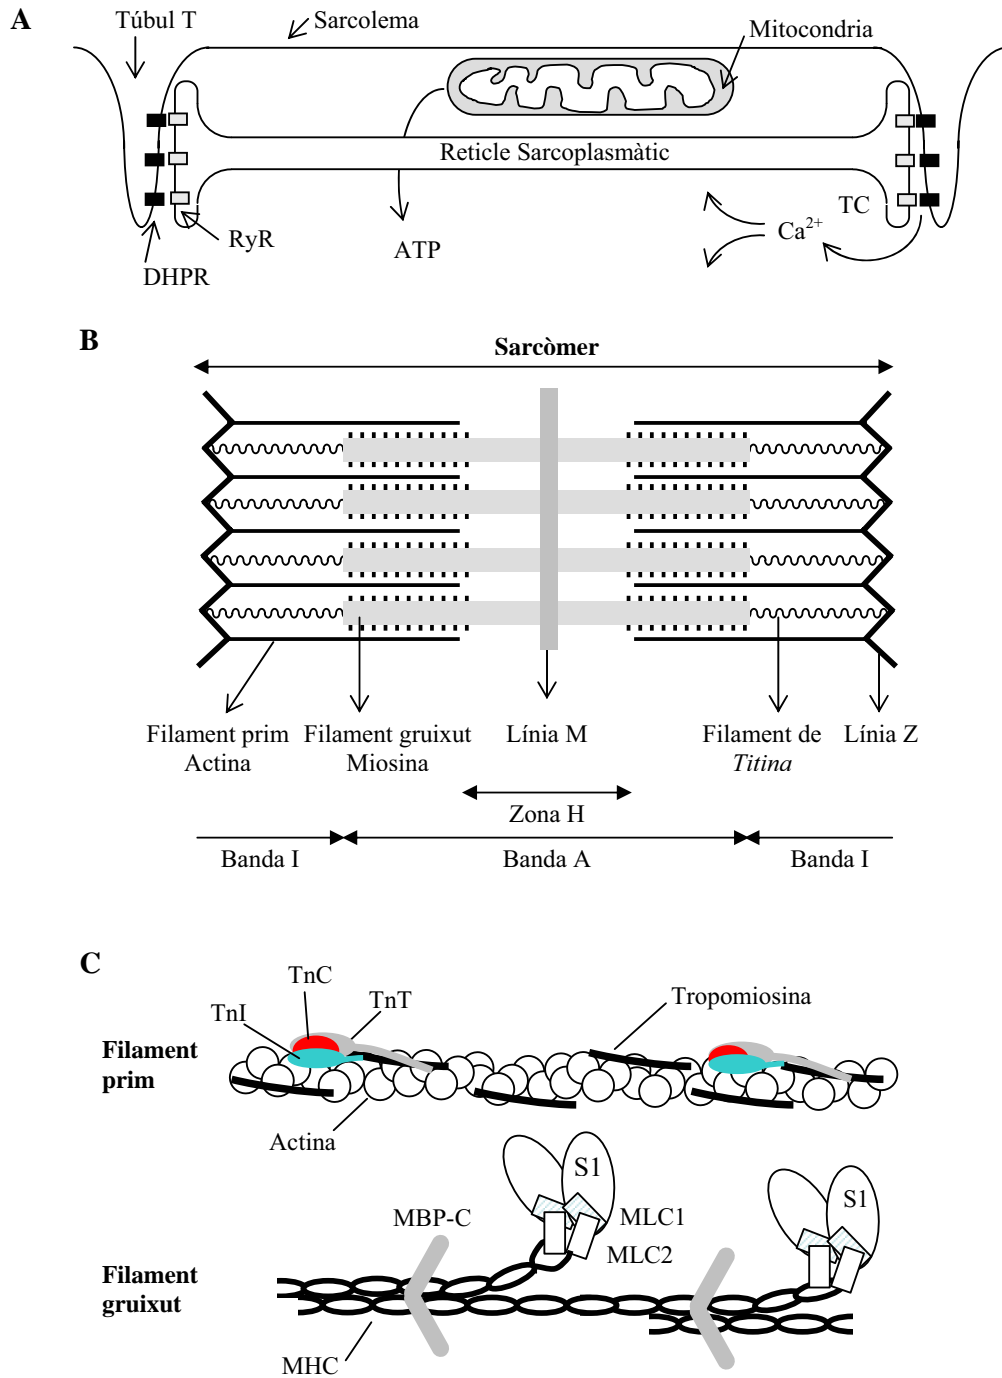 A
Túbul T
Sarcolema
Mitocondria
Reticle Sarcoplasmàtic
TC
RyR
ATP
Ca2+
DHPR
B
Sarcòmer
Filament prim
Actina
Filament gruixut
Miosina
Línia M
Filament de
Titina
Línia Z
Zona H
Banda I
Banda A
Banda I
C
TnC
TnI
TnT
Tropomiosina
Filament
prim
Actina
S1
S1
MBP-C
MLC1
MLC2
Filament
gruixut
MHC